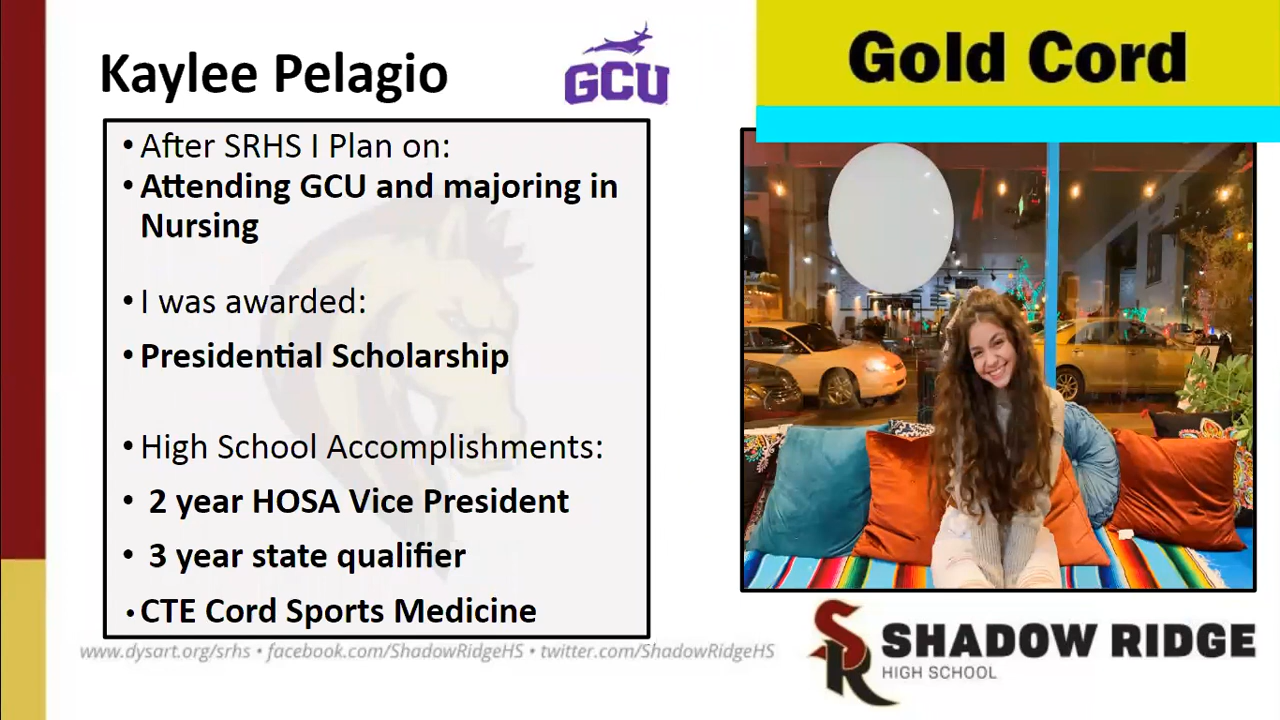 Kaylee Pelagio
GCU
Gold Cord
• After SRHS I Plan on:
• Attending GCU and majoring in
Nursing
• I was awarded:
• Presidential Scholarship
• High School Accomplishments:
• 2 year HOSA Vice President
• 3 year state qualifier
• CTE Cord Sports Medicine
www.dysart.org/srhs • facebook.com/ShadowRidgeHS • twitter.com/ShadowRidgeHS
SR
SHADOW RIDGE
HIGH SCHOOL